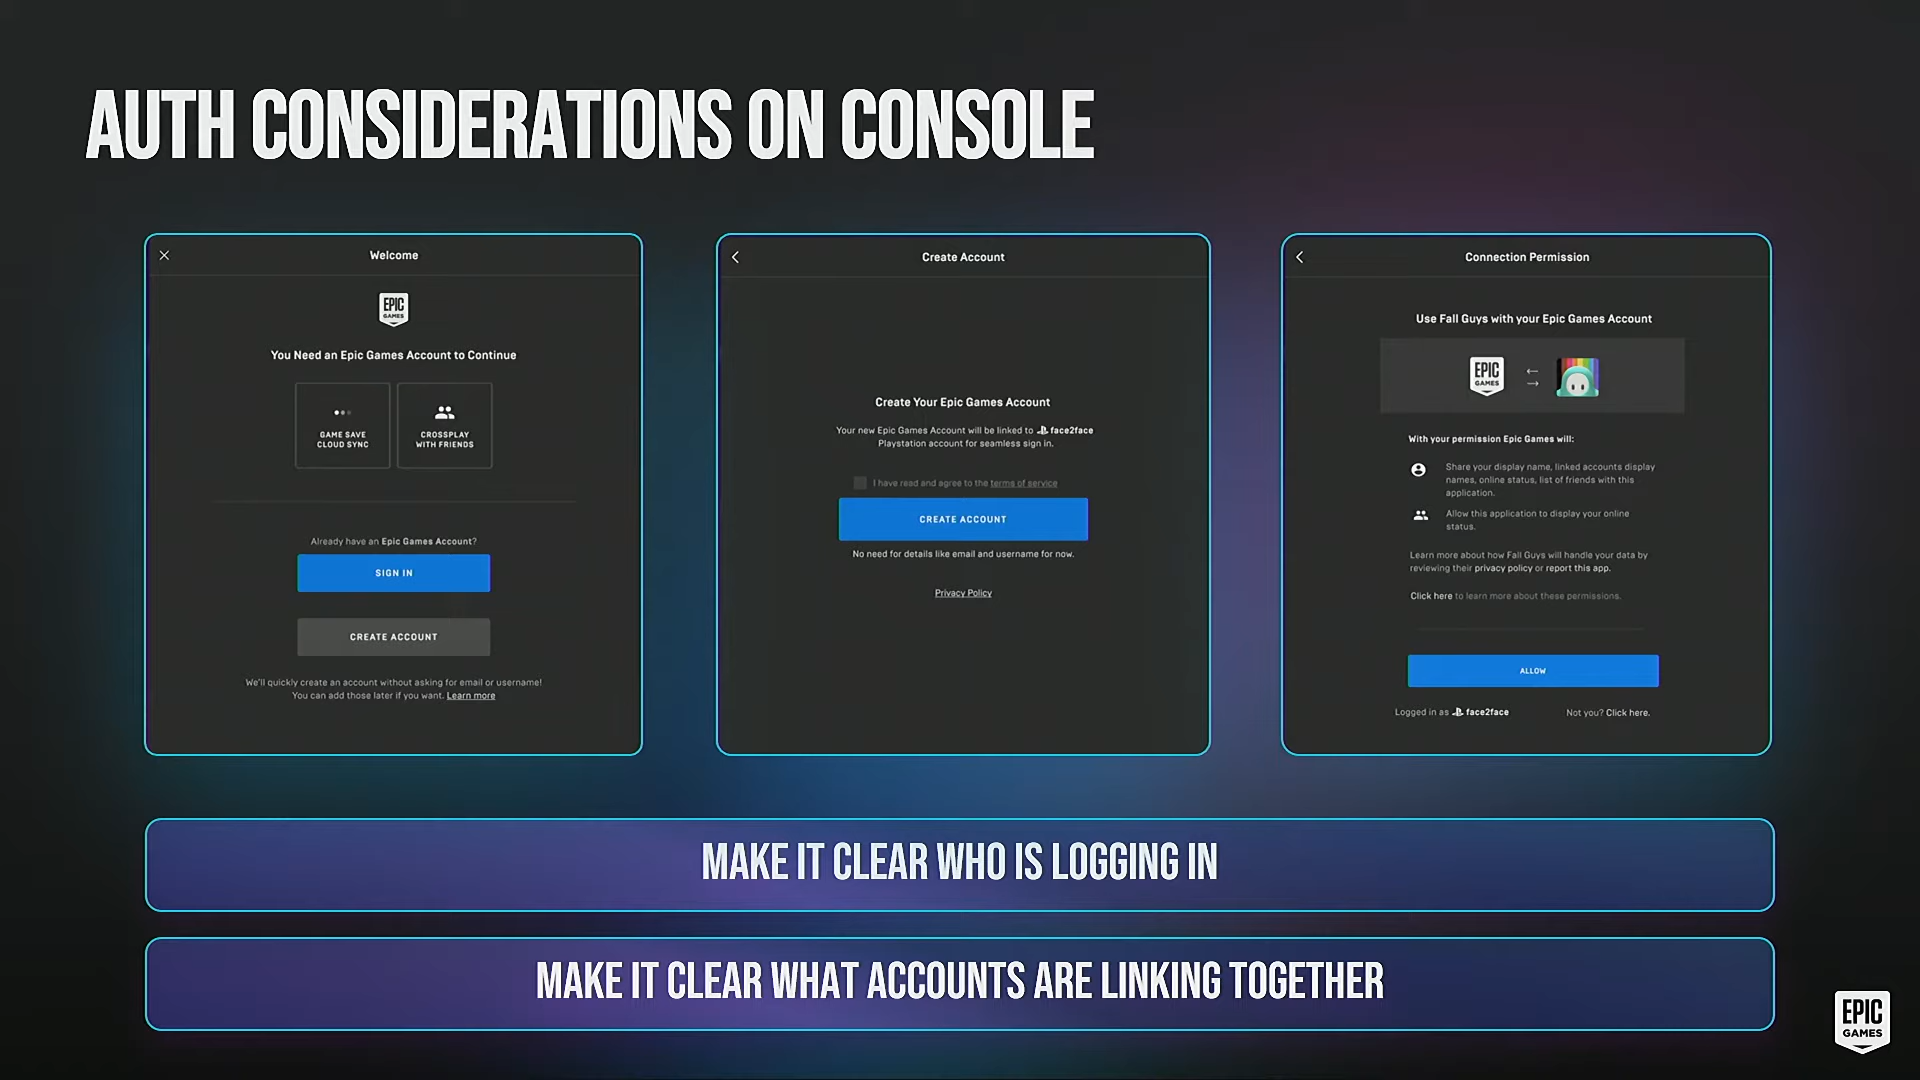 AUTH CONSIDERATIONS ON CONSOLE
Welcome
EPIC
GAMES
You Need an Epic Games Account to Continue
GAME SAVE
CLOUD SYNC
CROSSPLAY
WITH FRIENDS
Already have an Epic Games Account?
SIGN IN
CREATE ACCOUNT
We'll quickly create an account without asking for email or username!
You can add those later if you want. Learn more
Create Account
Create Your Epic Games Account
Your new Epic Games Account will be linked to face2face
Playstation account for seamless sign in.
I have read and agree to the terms of service
CREATE ACCOUNT
No need for details like email and username for now.
Privacy Policy
Connection Permission
Use Fall Guys with your Epic Games Account
EPIC
GAMES
With your permission Epic Games will:
Share your display name, linked accounts display
names, online status, list of friends with this
application.
Allow this application to display your online
status.
Learn more about how Fall Guys will handle your data by
reviewing their privacy policy or report this app.
Click here to learn more about these permissions.
ALLOW
Logged in as face2face
Not you? Click here.
MAKE IT CLEAR WHO IS LOGGING IN
MAKE IT CLEAR WHAT ACCOUNTS ARE LINKING TOGETHER
EPIC
GAMES